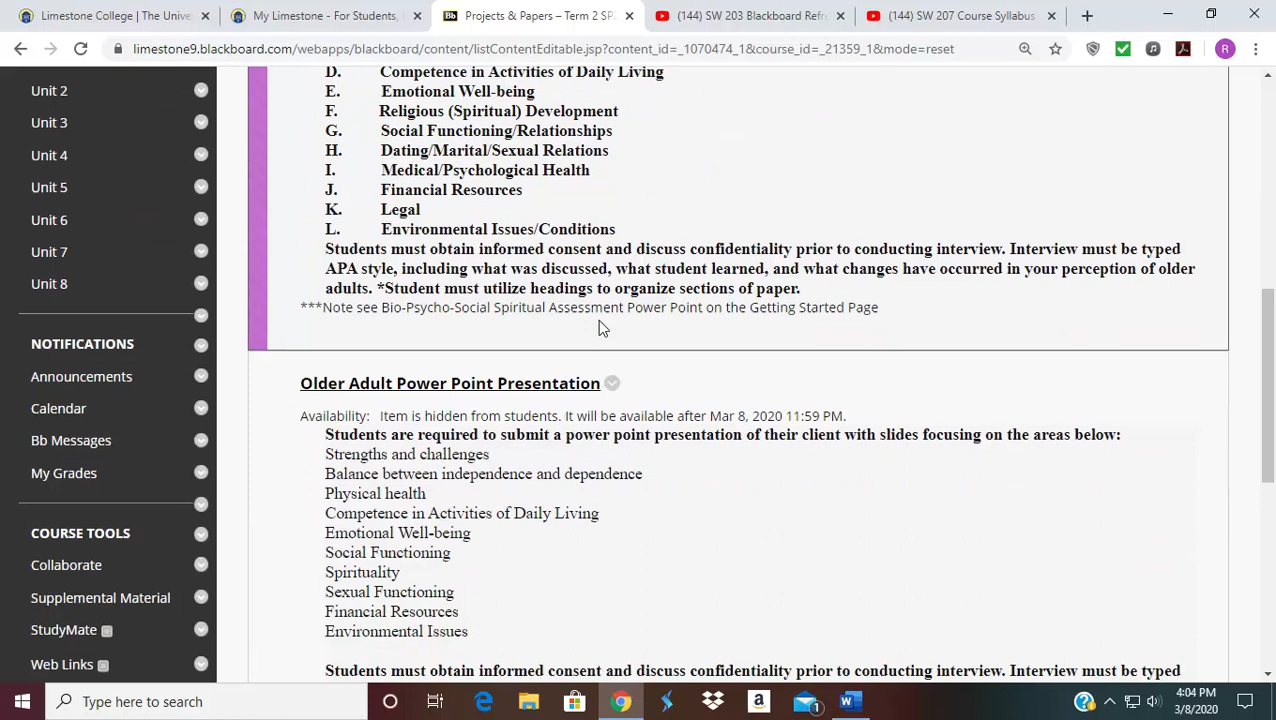 Limestone College | The Unive
My Limestone - For Students
Bb Projects & Papers – Term 2 SP2
(144) SW 203 Blackboard Refr
(144) SW 207 Course Syllabus
limestone9.blackboard.com/webapps/blackboard/content/listContentEditable.jsp?content_id=_1070474_1&course_id=_21359_1&mode=reset
R
Unit 2
Unit 3
Unit 4
Unit 5
Unit 6
Unit 7
Unit 8
NOTIFICATIONS
Announcements
Calendar
Bb Messages
My Grades
COURSE TOOLS
Collaborate
Supplemental Material
StudyMate
Web Links
D. Competence in Activities of Daily Living
E. Emotional Well-being
F. Religious (Spiritual) Development
G. Social Functioning/Relationships
H. Dating/Marital/Sexual Relations
I. Medical/Psychological Health
J. Financial Resources
K. Legal
L. Environmental Issues/Conditions
Students must obtain informed consent and discuss confidentiality prior to conducting interview. Interview must be typed
APA style, including what was discussed, what student learned, and what changes have occurred in your perception of older
adults. *Student must utilize headings to organize sections of paper.
***Note see Bio-Psycho-Social Spiritual Assessment Power Point on the Getting Started Page
Older Adult Power Point Presentation
Availability: Item is hidden from students. It will be available after Mar 8, 2020 11:59 PM.
Students are required to submit a power point presentation of their client with slides focusing on the areas below:
Strengths and challenges
Balance between independence and dependence
Physical health
Competence in Activities of Daily Living
Emotional Well-being
Social Functioning
Spirituality
Sexual Functioning
Financial Resources
Environmental Issues
Students must obtain informed consent and discuss confidentiality prior to conducting interview. Interview must be typed
Type here to search
1
4:04 PM
3/8/2020